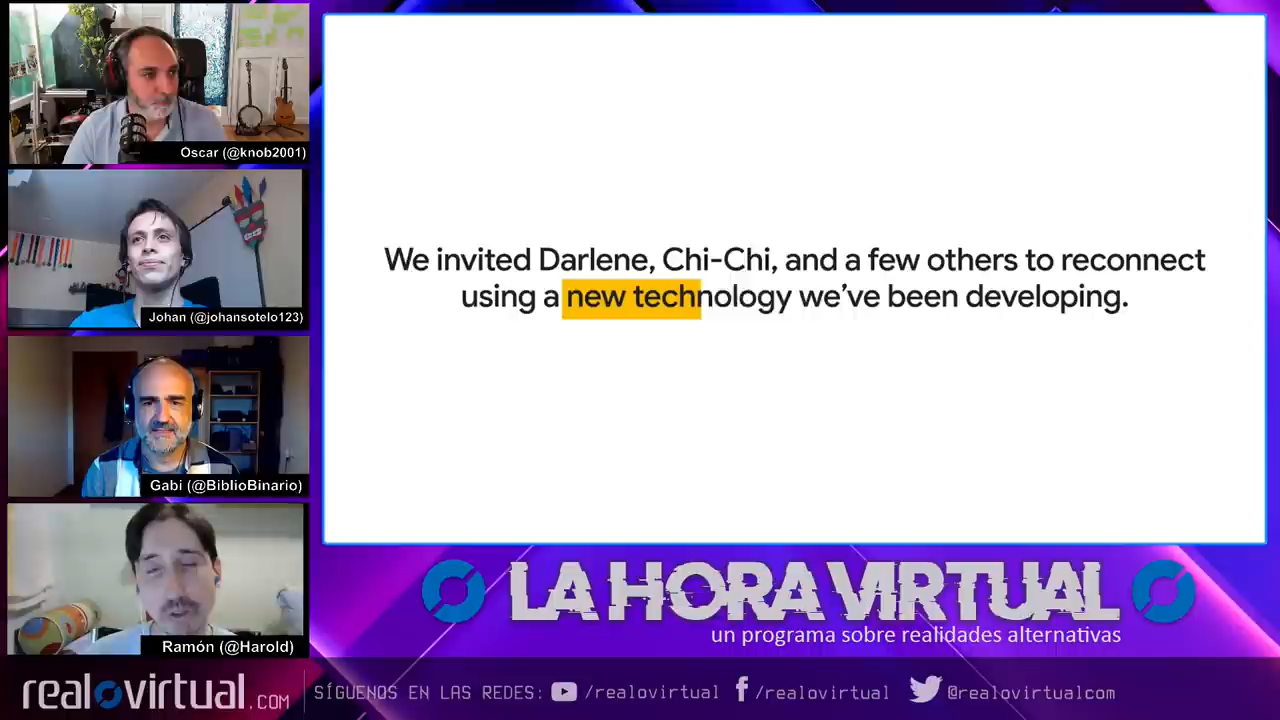 Oscar (@knob2001)
Johan (@johansotelo123)
Gabi (@BiblioBinario)
Ramón (@Harold)
We invited Darlene, Chi-Chi, and a few others to reconnect
using a new technology we’ve been developing.
LA HORA VIRTUAL
un programa sobre realidades alternativas
realovirtual.com
SÍGUENOS EN LAS REDES: /realovirtual /realovirtual @realovirtualcom